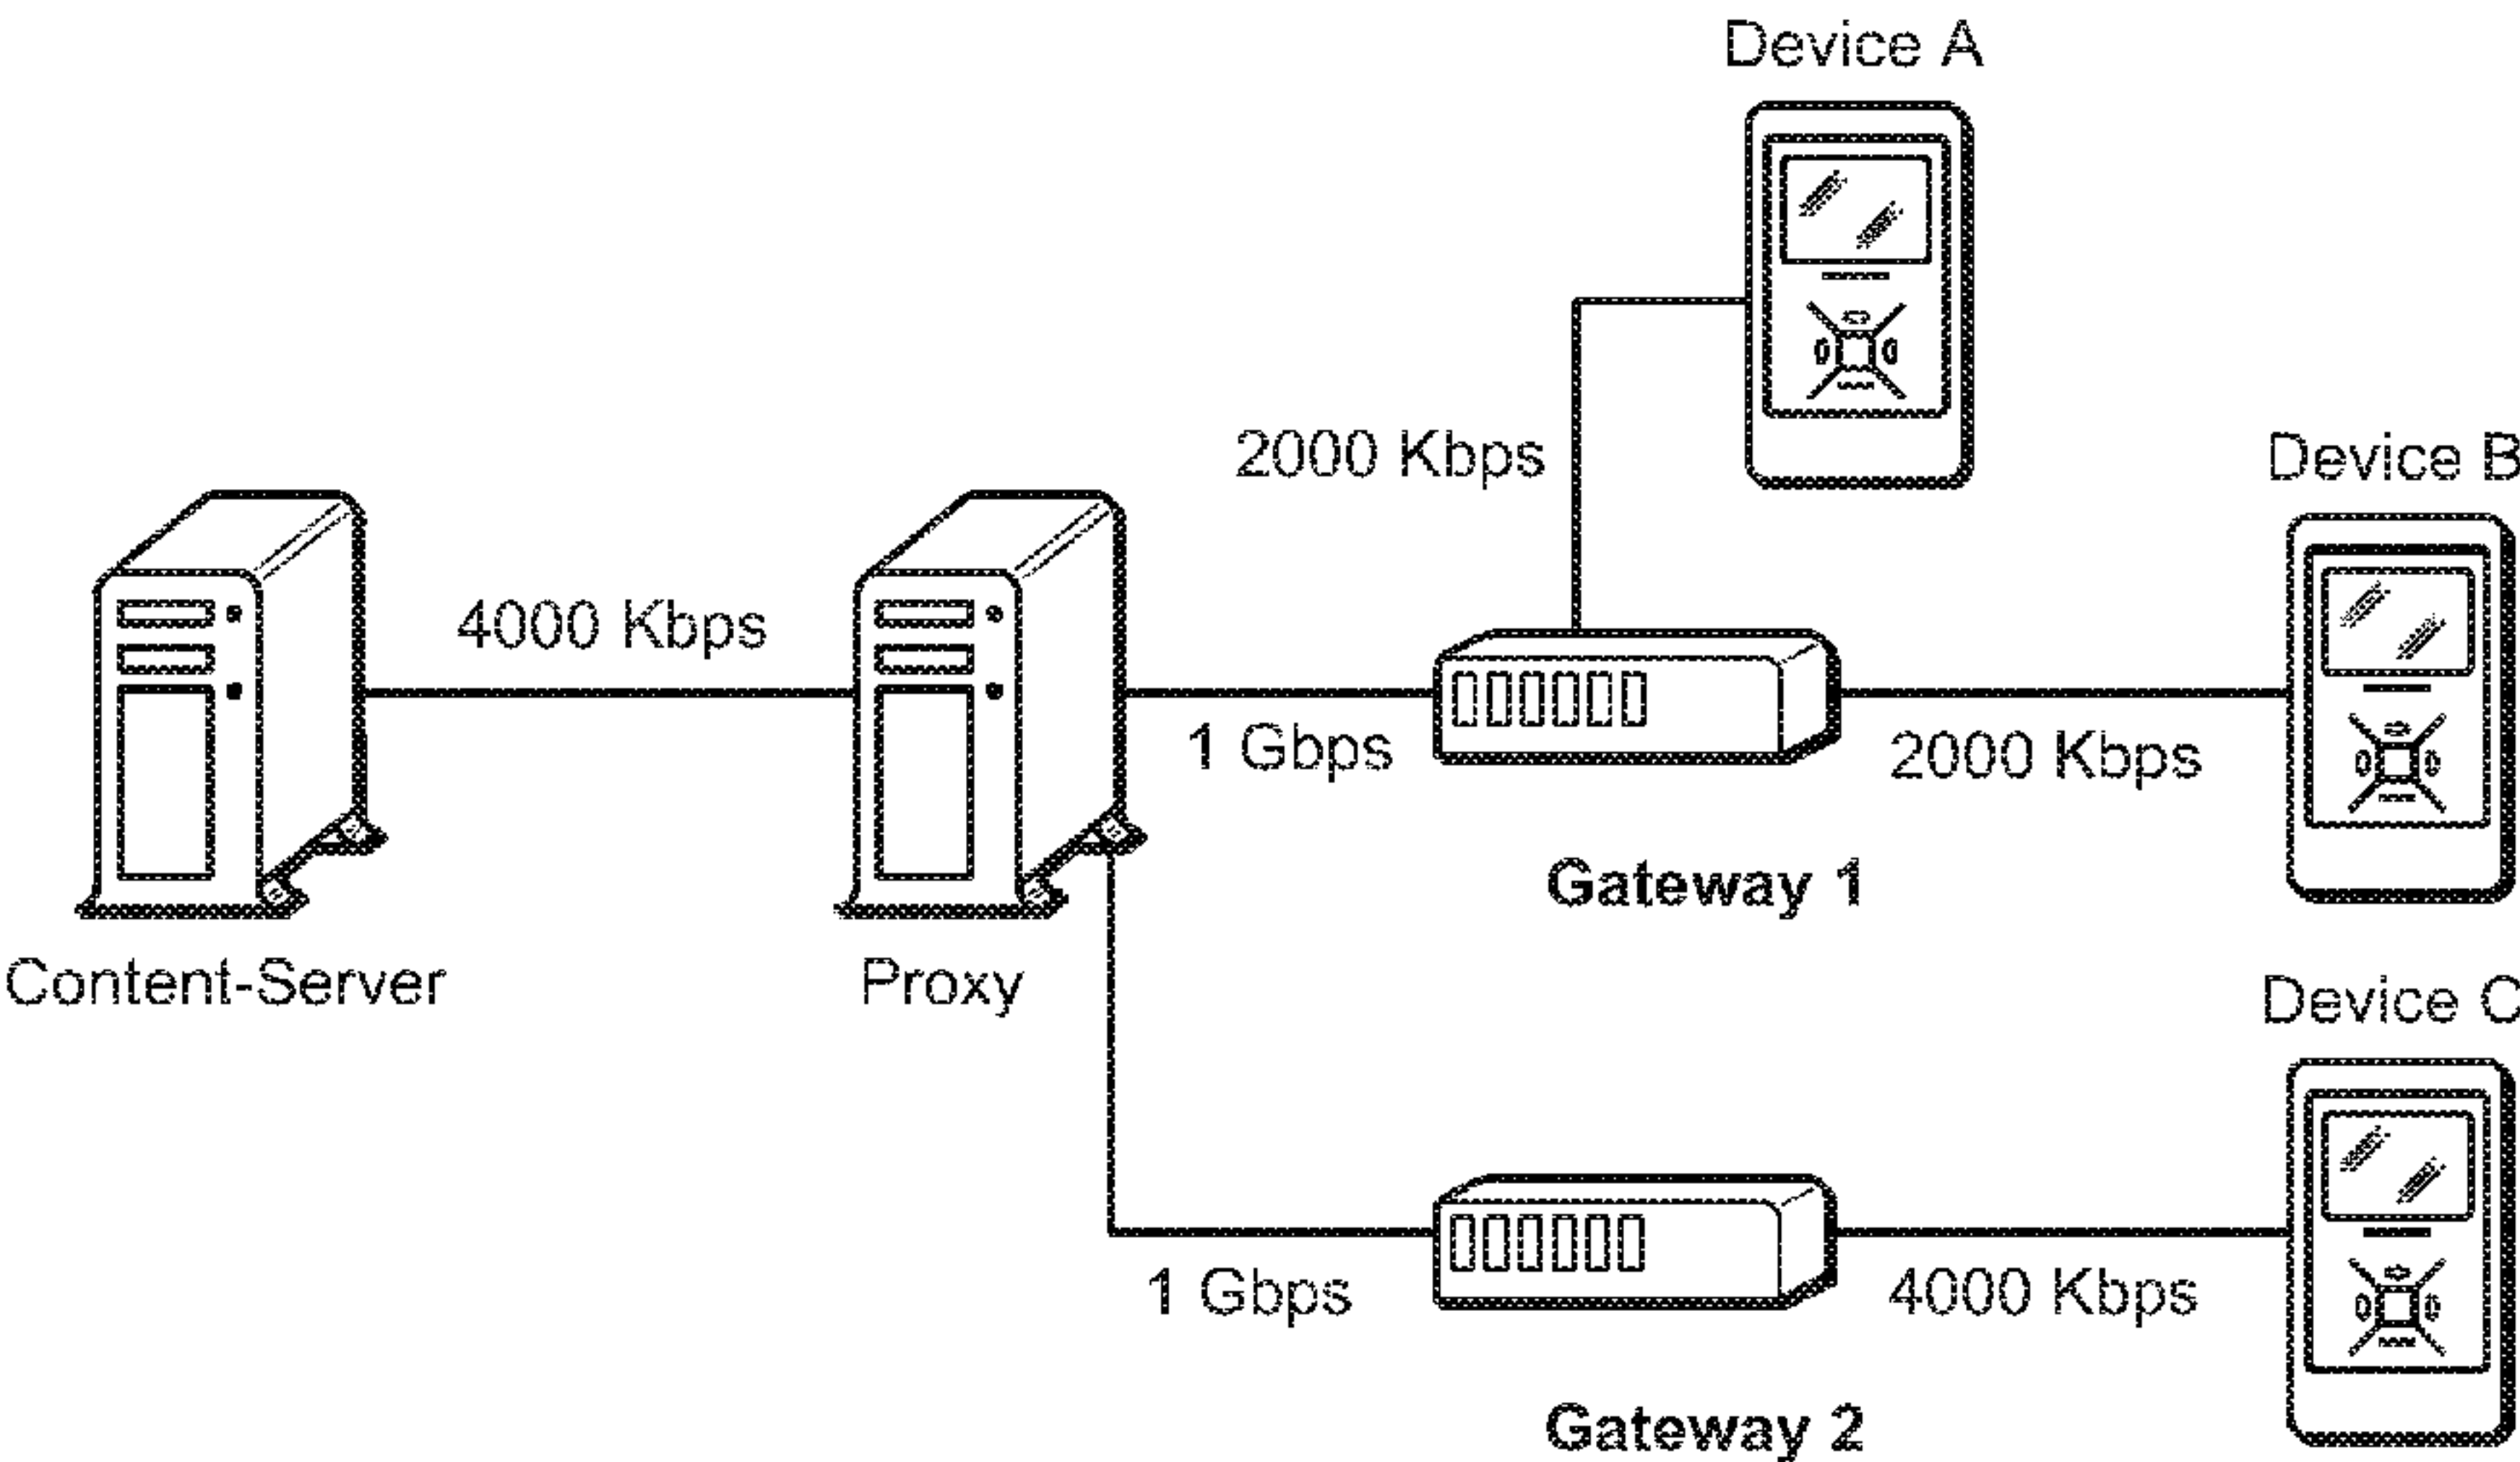 Device A
2000 Kbps
Device B
4000 Kbps
1 Gbps
2000 Kbps
Gateway 1
Content-Server
Proxy
Device C
1 Gbps
4000 Kbps
Gateway 2